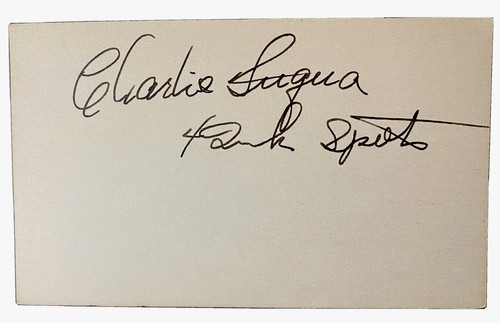 Charlie Fuqua
4 Ink Spots